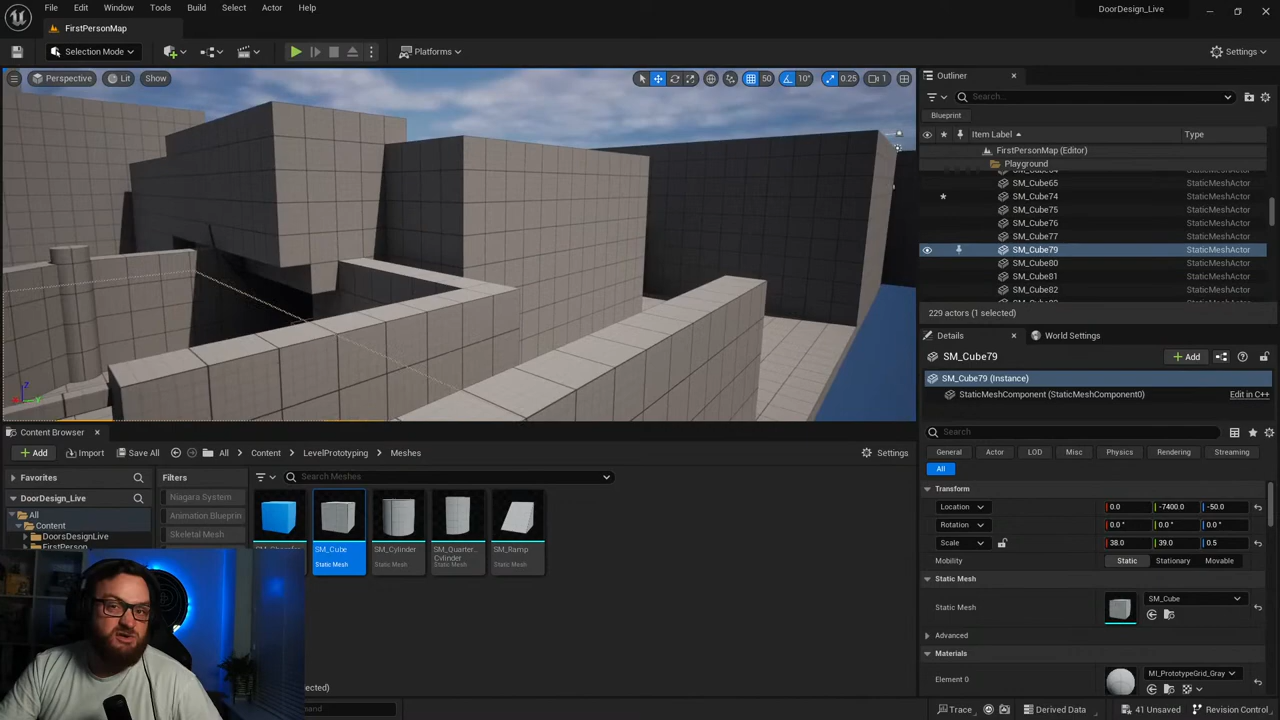 File Edit Window Tools Build Select Actor Help
DoorDesign_Live
FirstPersonMap
Selection Mode
Platforms
Settings
Perspective Lit Show
50 10° 0.25 1
Outliner
Search...
Blueprint
Item Label Type
FirstPersonMap (Editor)
Playground
SM_Cube65 StaticMeshActor
SM_Cube74 StaticMeshActor
SM_Cube75 StaticMeshActor
SM_Cube76 StaticMeshActor
SM_Cube77 StaticMeshActor
SM_Cube79 StaticMeshActor
SM_Cube80 StaticMeshActor
SM_Cube81 StaticMeshActor
SM_Cube82 StaticMeshActor
229 actors (1 selected)
Details World Settings
SM_Cube79
Add
SM_Cube79 (Instance)
StaticMeshComponent (StaticMeshComponent0) Edit in C++
Search
General Actor LOD Misc Physics Rendering Streaming
All
Transform
Location 0.0 -7400.0 -50.0
Rotation 0.0 ° 0.0 ° 0.0 °
Scale 38.0 39.0 0.5
Mobility Static Stationary Movable
Static Mesh
Static Mesh SM_Cube
Advanced
Materials
Element 0 MI_PrototypeGrid_Gray
Z
Content Browser
Add Import Save All All Content LevelPrototyping Meshes Settings
Favorites
DoorDesign_Live
All
Content
DoorsDesignLive
FirstPerson
Filters
Niagara System
Animation Blueprin
Skeletal Mesh
Search Meshes
SM_Cube
Static Mesh
SM_Cylinder
Static Mesh
SM_Quarter...
Cylinder
Static Mesh
SM_Ramp
Static Mesh
Trace Derived Data 41 Unsaved Revision Control